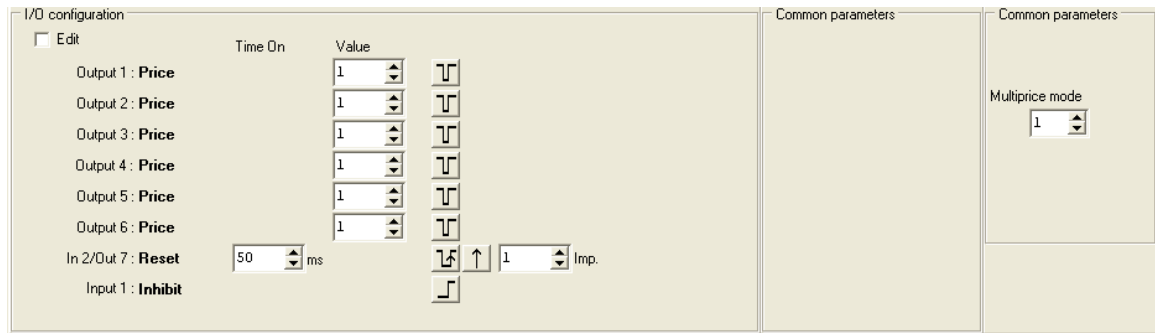 I/O configuration
Edit
Time On Value
Output 1 : Price 1
Output 2 : Price 1
Output 3 : Price 1
Output 4 : Price 1
Output 5 : Price 1
Output 6 : Price 1
In 2/Out 7 : Reset 50 ms 1 Imp.
Input 1 : Inhibit
Common parameters
Common parameters
Multiprice mode
1